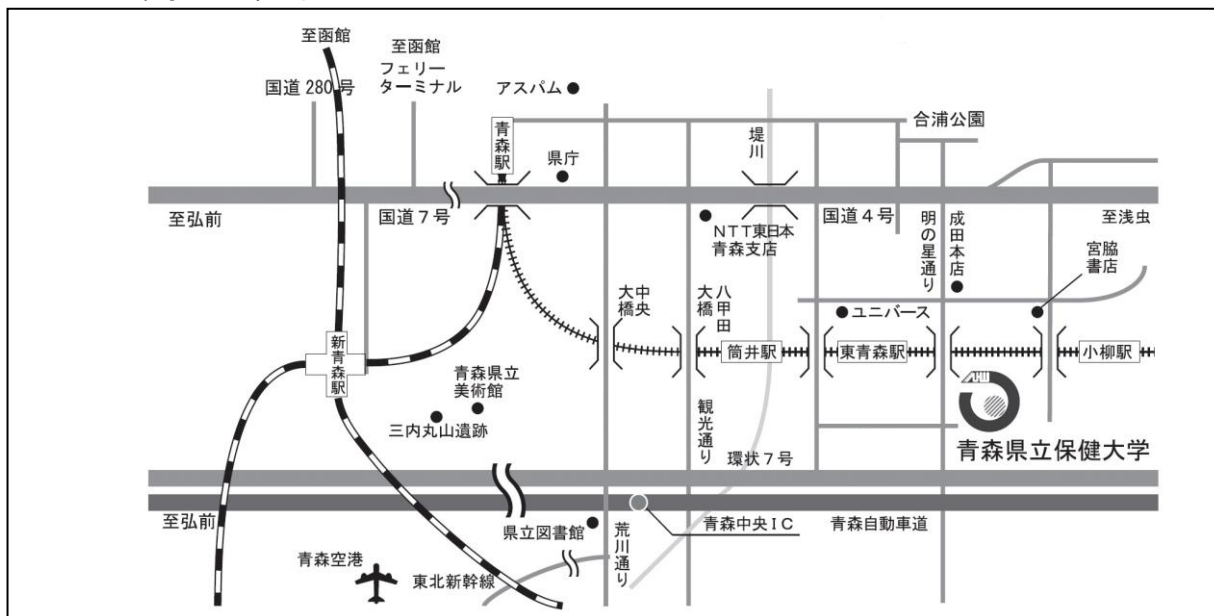 至函館
至函館
フェリー
ターミナル
国道280号
アスパム
青森駅
県庁
堤川
合浦公園
至弘前
国道7号
NTT東日本
青森支店
国道4号
明の星通り
成田本店
至浅虫
宮脇
書店
中央
大橋
八甲田
大橋
ユニバース
新青森駅
筒井駅
東青森駅
小柳駅
青森県立
美術館
三内丸山遺跡
観光通り
環状7号
青森県立保健大学
至弘前
県立図書館
荒川通り
青森中央IC
青森自動車道
青森空港
東北新幹線